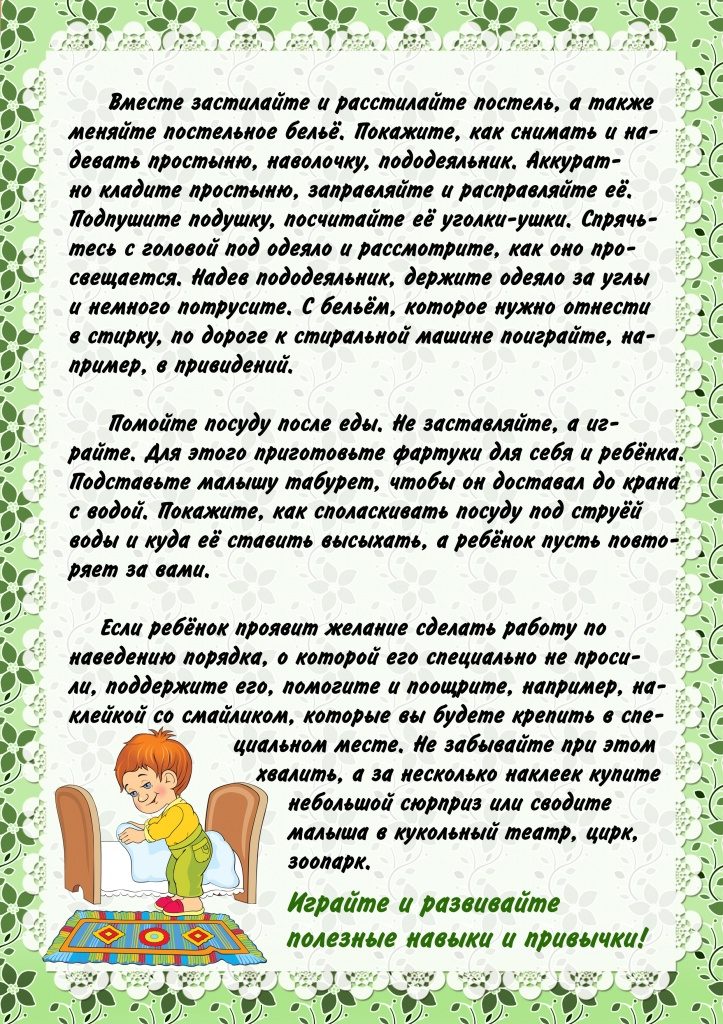 Вместе застилайте и расстилайте постель, а также
меняйте постельное бельё. Покажите, как снимать и на-
девать простыню, наволочку, пододеяльник. Аккурат-
но кладите простыню, заправляйте и расправляйте её.
Подпушите подушку, посчитайте её уголки-ушки. Спрячь-
тесь с головой под одеяло и рассмотрите, как оно про-
свещается. Надев пододеяльник, держите одеяло за углы
и немного потрусите. С бельём, которое нужно отнести
в стирку, по дороге к стиральной машине поиграйте, на-
пример, в привидений.
Помойте посуду после еды. Не заставляйте, а иг-
райте. Для этого приготовьте фартуки для себя и ребёнка.
Подставьте малышу табурет, чтобы он доставал до крана
с водой. Покажите, как споласкивать посуду под струёй
воды и куда её ставить высыхать, а ребёнок пусть повто-
ряет за вами.
Если ребёнок проявит желание сделать работу по
наведению порядка, о которой его специально не проси-
ли, поддержите его, помогите и поощрите, например, на-
клейкой со смайликом, которые вы будете крепить в спе-
циальном месте. Не забывайте при этом
хвалить, а за несколько наклеек купите
небольшой сюрприз или сводите
малыша в кукольный театр, цирк,
зоопарк.
Играйте и развивайте
полезные навыки и привычки!